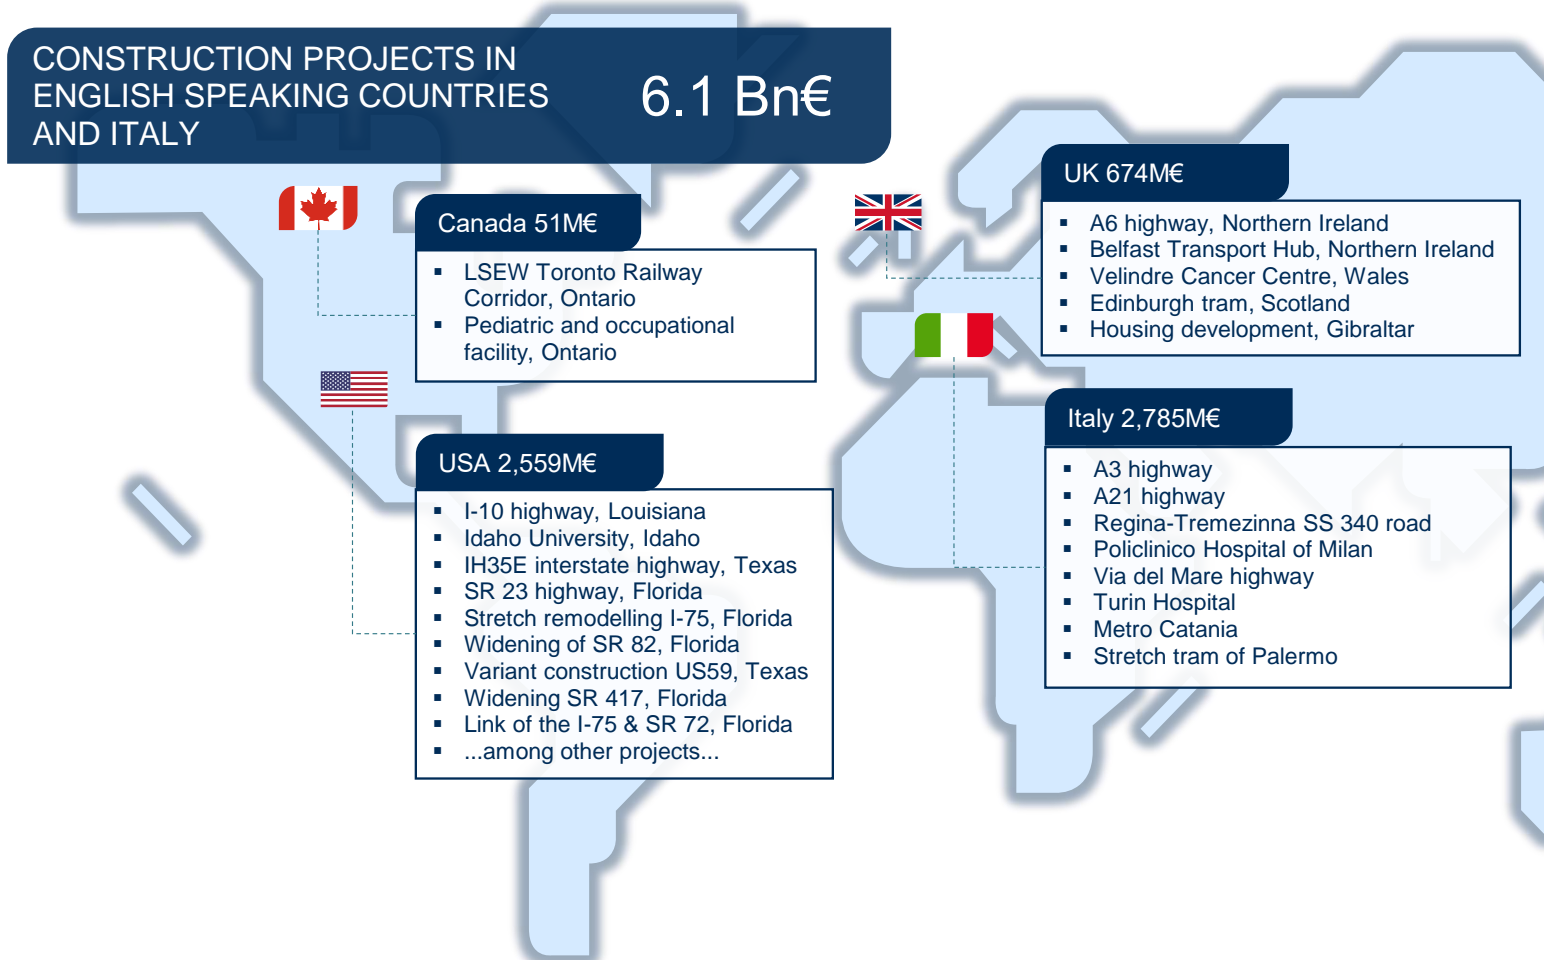 CONSTRUCTION PROJECTS IN
ENGLISH SPEAKING COUNTRIES
AND ITALY
6.1 Bn€
Canada 51M€
▪ LSEW Toronto Railway
Corridor, Ontario
▪ Pediatric and occupational
facility, Ontario
USA 2,559M€
▪ I-10 highway, Louisiana
▪ Idaho University, Idaho
▪ IH35E interstate highway, Texas
▪ SR 23 highway, Florida
▪ Stretch remodelling I-75, Florida
▪ Widening of SR 82, Florida
▪ Variant construction US59, Texas
▪ Widening SR 417, Florida
▪ Link of the I-75 & SR 72, Florida
▪ ...among other projects...
UK 674M€
▪ A6 highway, Northern Ireland
▪ Belfast Transport Hub, Northern Ireland
▪ Velindre Cancer Centre, Wales
▪ Edinburgh tram, Scotland
▪ Housing development, Gibraltar
Italy 2,785M€
▪ A3 highway
▪ A21 highway
▪ Regina-Tremezinna SS 340 road
▪ Policlinico Hospital of Milan
▪ Via del Mare highway
▪ Turin Hospital
▪ Metro Catania
▪ Stretch tram of Palermo